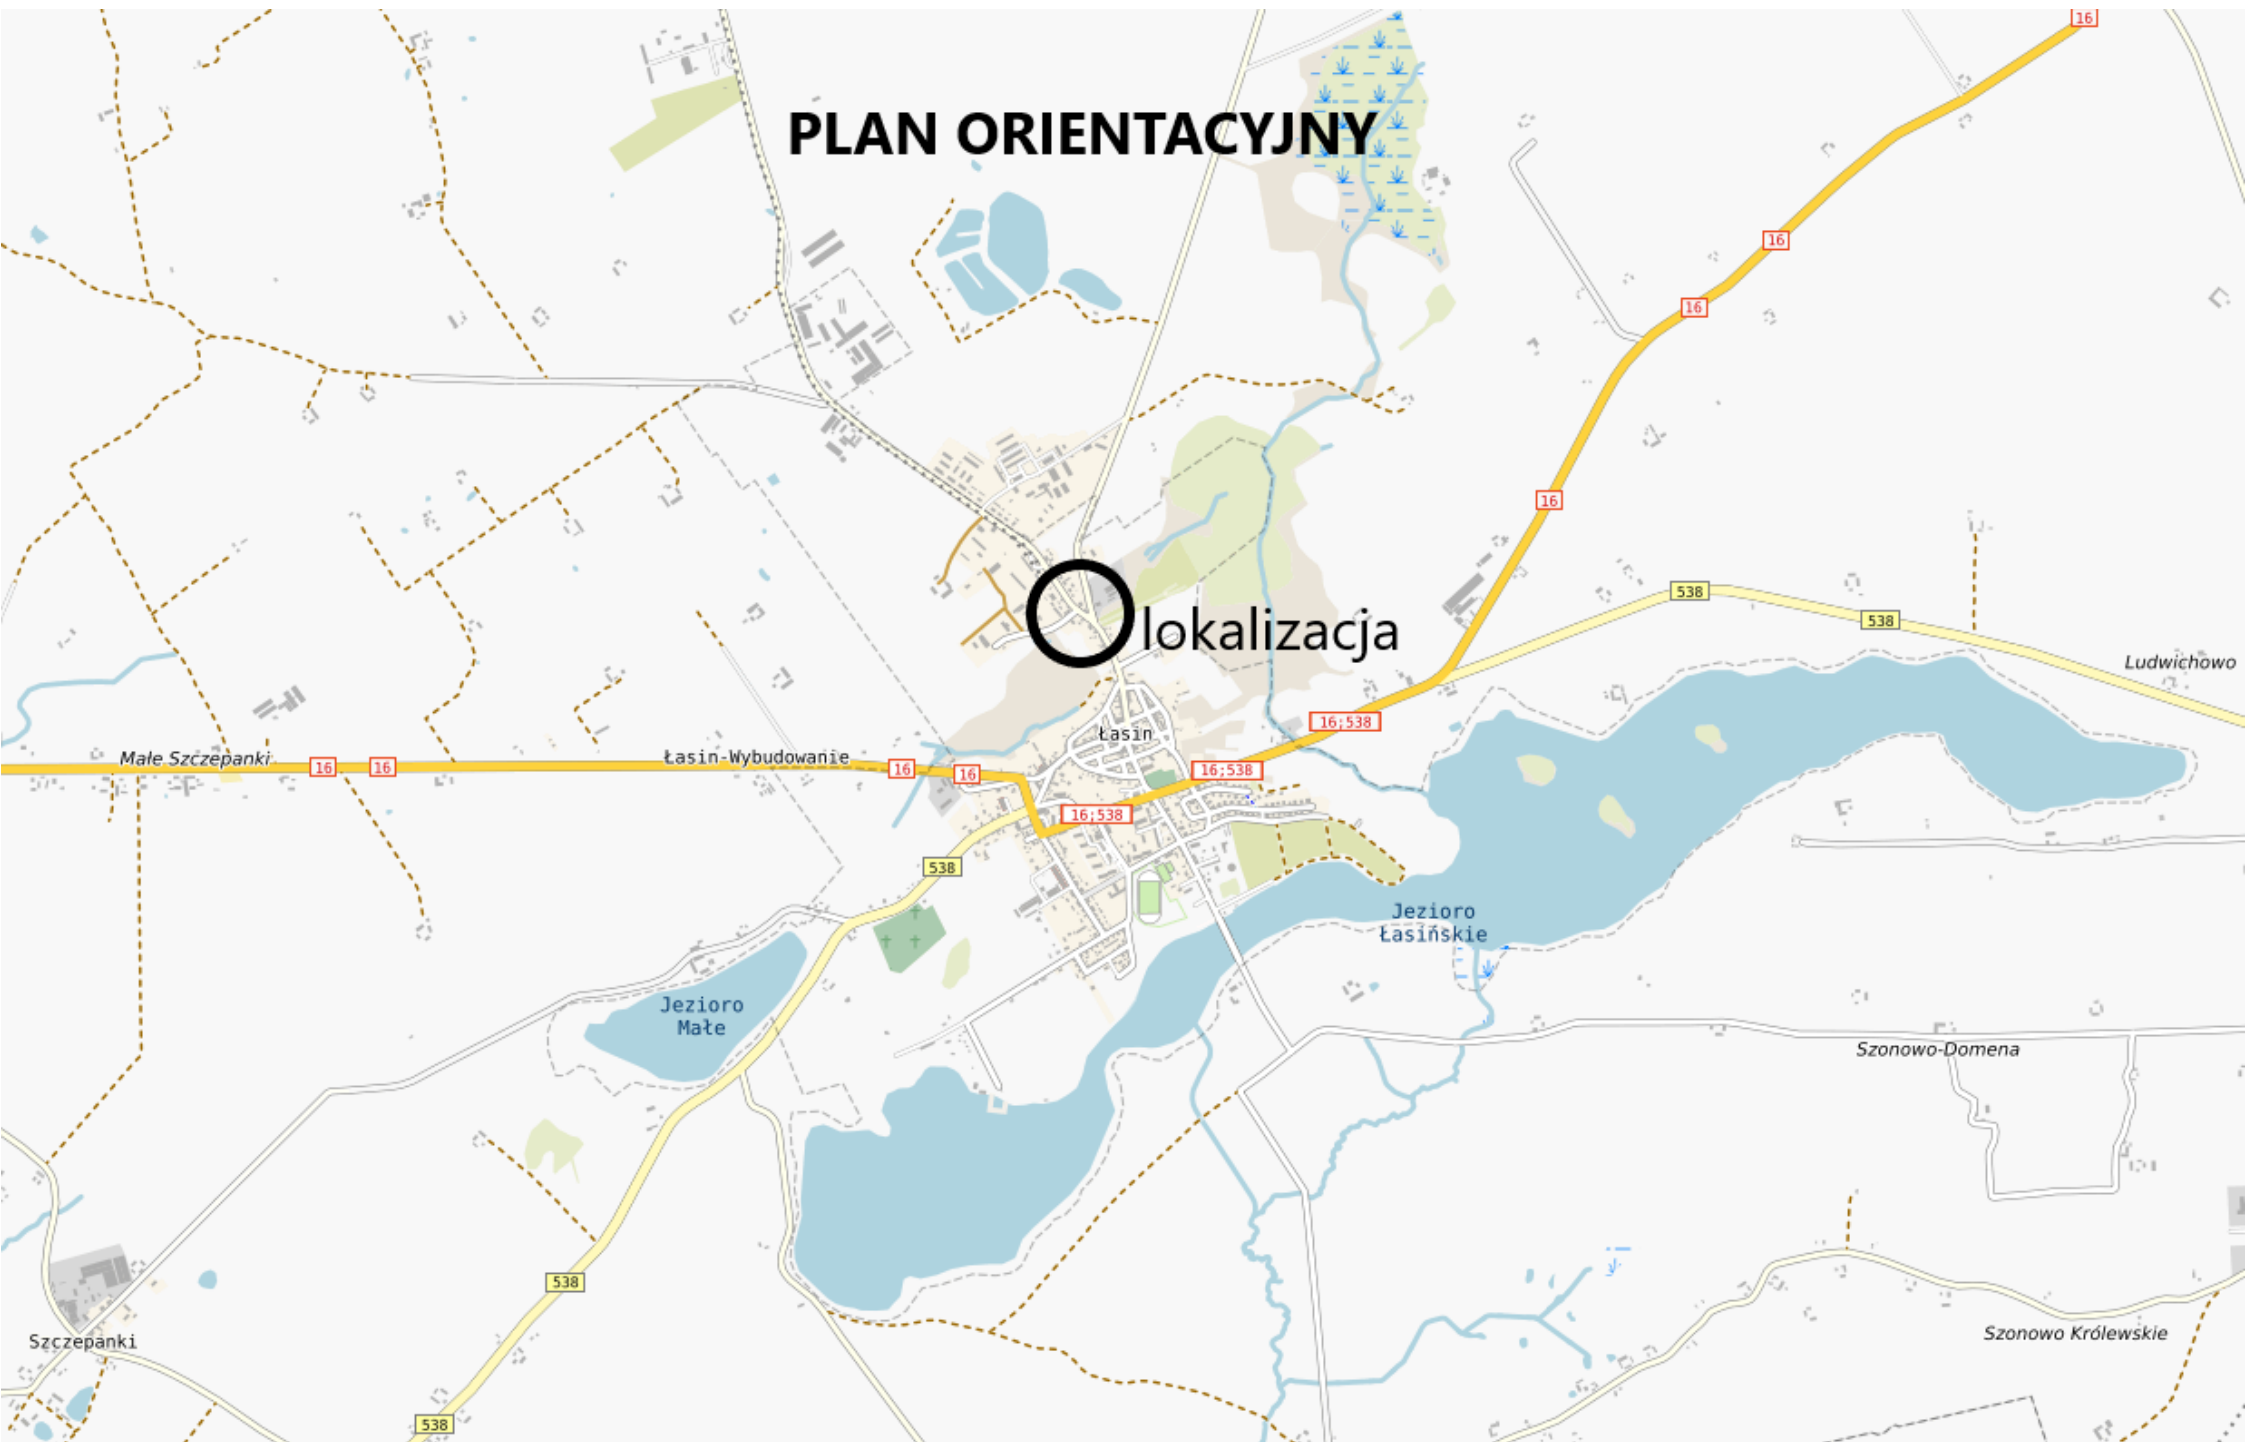 16
PLAN ORIENTACYJNY
16
16
16
538
538
lokalizacja
Ludwichowo
16;538
Łasin
Małe Szczepanki
16
16
Łasin-Wybudowanie
16
16
16;538
16;538
538
Jezioro
Łasińskie
Jezioro
Małe
Szonowo-Domena
538
Szczepanki
Szonowo Królewskie
538